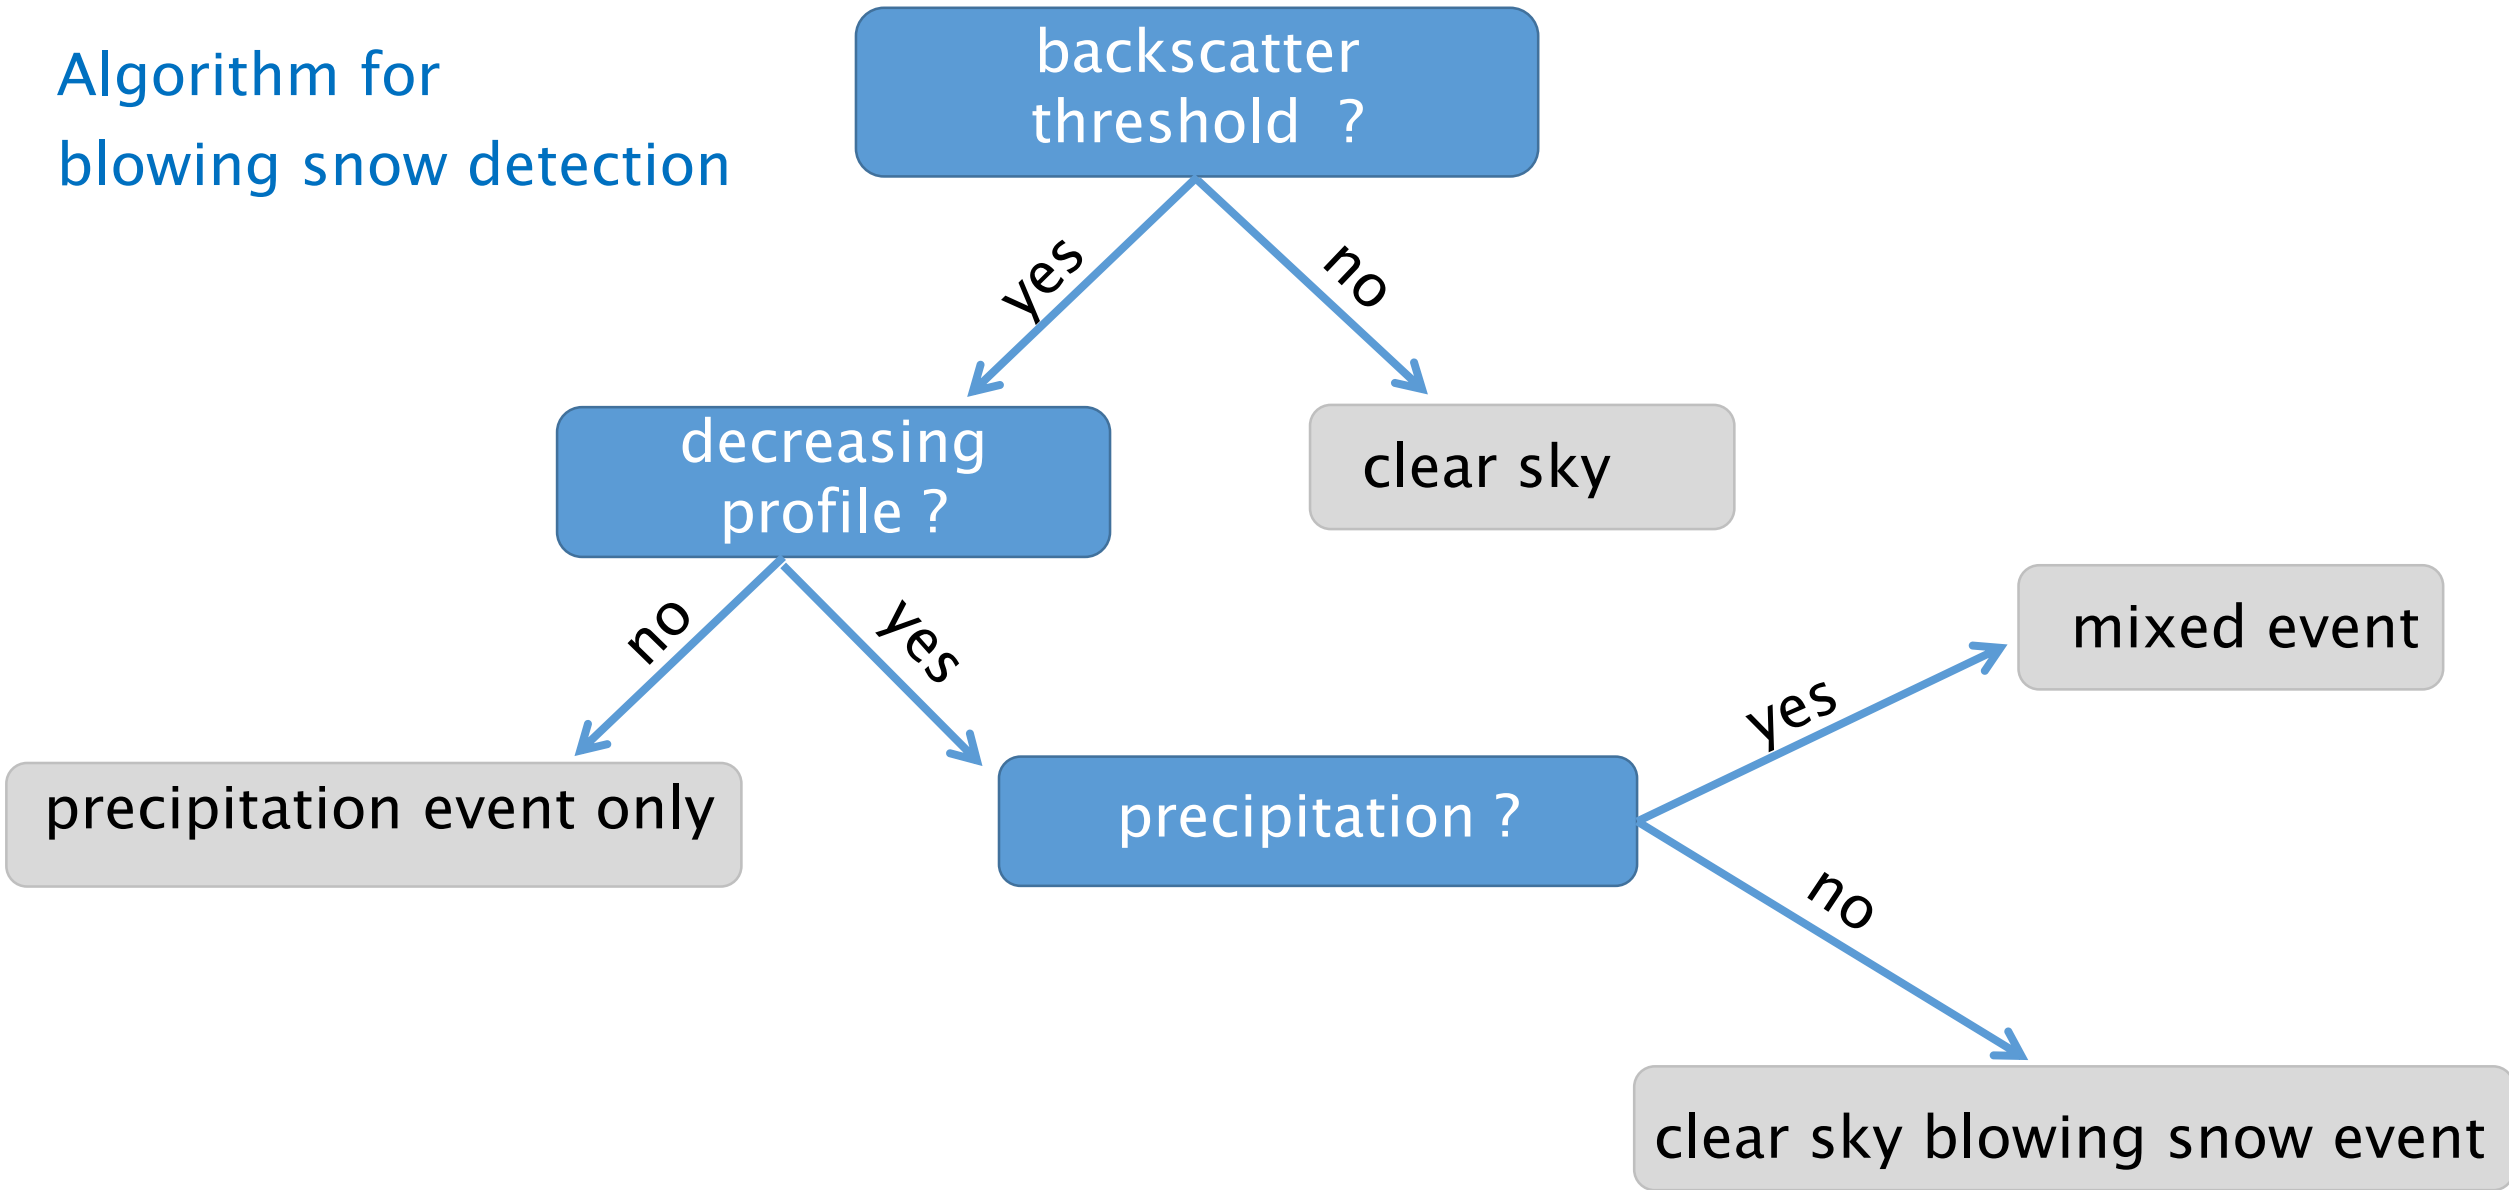 Algorithm for
blowing snow detection
backscatter
threshold ?
yes
no
decreasing
profile ?
clear sky
no
yes
mixed event
precipitation event only
precipitation ?
yes
no
clear sky blowing snow event